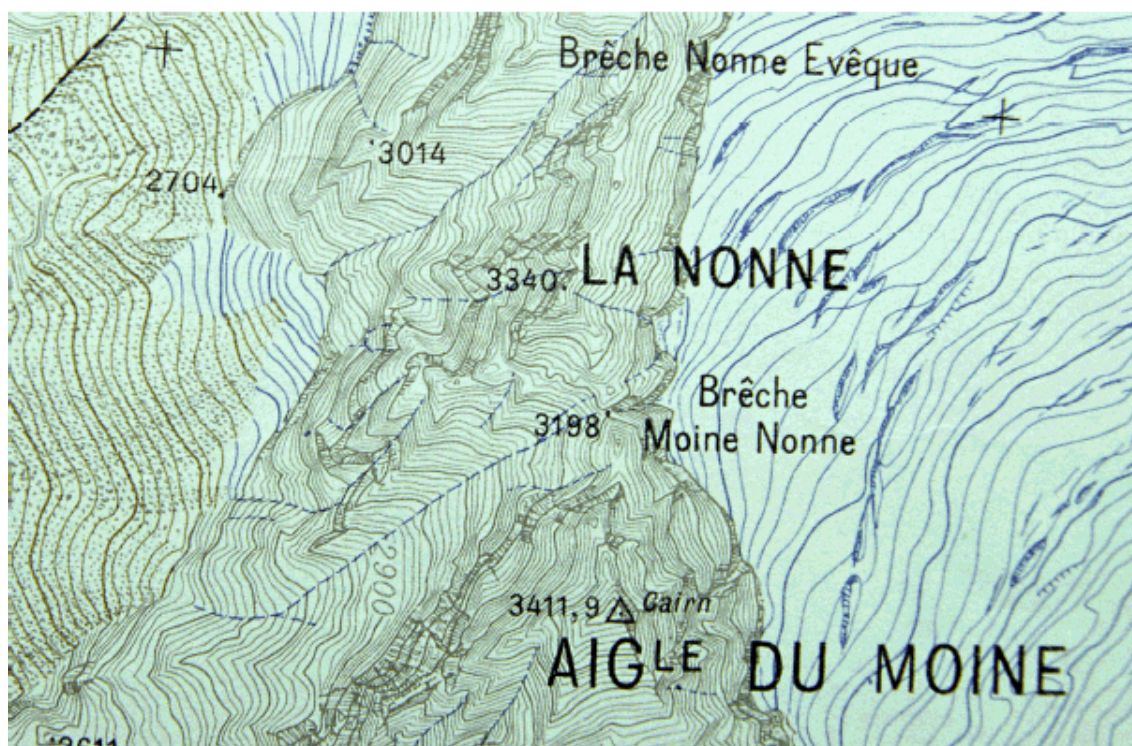 Brêche Nonne Evêque
3014
2704
3340
LA NONNE
Brêche
Moine Nonne
3198
2900
3411,9 Cairn
AIGLE DU MOINE